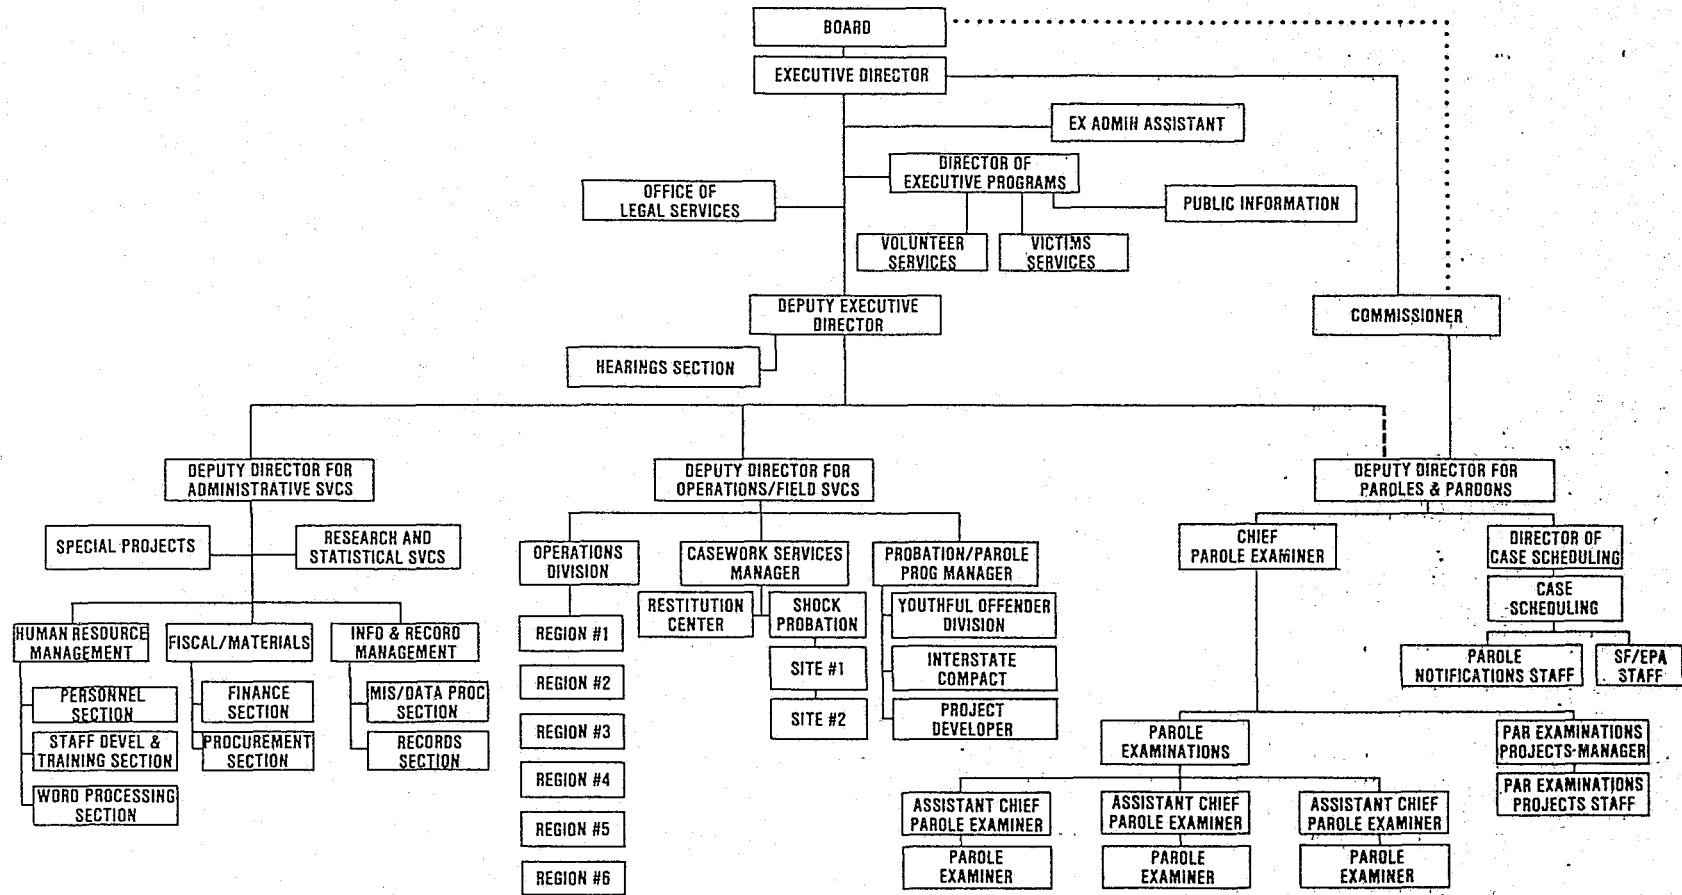 BOARD
EXECUTIVE DIRECTOR
EX ADMIN ASSISTANT
DIRECTOR OF
EXECUTIVE PROGRAMS
OFFICE OF
LEGAL SERVICES
PUBLIC INFORMATION
VOLUNTEER
SERVICES
VICTIMS
SERVICES
DEPUTY EXECUTIVE
DIRECTOR
COMMISSIONER
HEARINGS SECTION
DEPUTY DIRECTOR FOR
ADMINISTRATIVE SVCS
DEPUTY DIRECTOR FOR
OPERATIONS/FIELD SVCS
DEPUTY DIRECTOR FOR
PAROLES & PARDONS
SPECIAL PROJECTS
RESEARCH AND
STATISTICAL SVCS
HUMAN RESOURCE
MANAGEMENT
FISCAL/MATERIALS
INFO & RECORD
MANAGEMENT
PERSONNEL
SECTION
STAFF DEVEL &
TRAINING SECTION
WORD PROCESSING
SECTION
FINANCE
SECTION
PROCUREMENT
SECTION
MIS/DATA PROC
SECTION
RECORDS
SECTION
OPERATIONS
DIVISION
REGION #1
REGION #2
REGION #3
REGION #4
REGION #5
REGION #6
CASEWORK SERVICES
MANAGER
RESTITUTION
CENTER
SHOCK
PROBATION
SITE #1
SITE #2
PROBATION/PAROLE
PROG MANAGER
YOUTHFUL OFFENDER
DIVISION
INTERSTATE
COMPACT
PROJECT
DEVELOPER
CHIEF
PAROLE EXAMINER
DIRECTOR OF
CASE SCHEDULING
CASE
SCHEDULING
PAROLE
NOTIFICATIONS STAFF
SF/EPA
STAFF
PAROLE
EXAMINATIONS
PAR EXAMINATIONS
PROJECTS-MANAGER
PAR EXAMINATIONS
PROJECTS STAFF
ASSISTANT CHIEF
PAROLE EXAMINER
ASSISTANT CHIEF
PAROLE EXAMINER
ASSISTANT CHIEF
PAROLE EXAMINER
PAROLE
EXAMINER
PAROLE
EXAMINER
PAROLE
EXAMINER